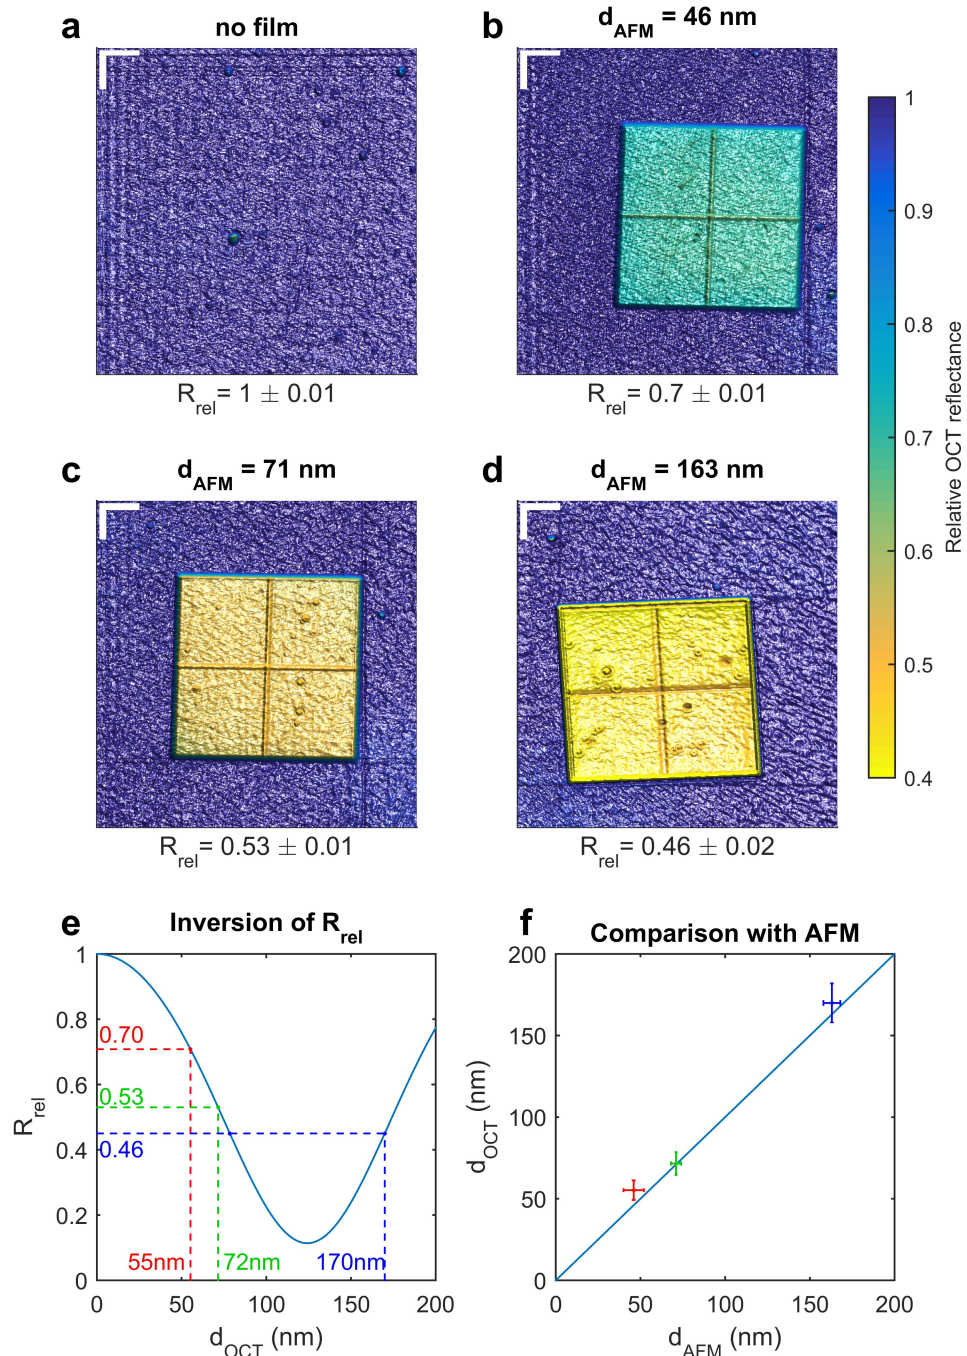 a
no film
R_rel= 1 ± 0.01
b
d_AFM = 46 nm
R_rel= 0.7 ± 0.01
1
0.9
0.8
0.7
0.6
0.5
0.4
Relative OCT reflectance
c
d_AFM = 71 nm
R_rel= 0.53 ± 0.01
d
d_AFM = 163 nm
R_rel= 0.46 ± 0.02
e
Inversion of R_rel
1
0.8
0.6
0.4
0.2
0
R_rel
0.70
0.53
0.46
55nm
72nm
170nm
0 50 100 150 200
d_OCT (nm)
f
Comparison with AFM
200
150
100
50
0
d_OCT (nm)
0 50 100 150 200
d_AFM (nm)